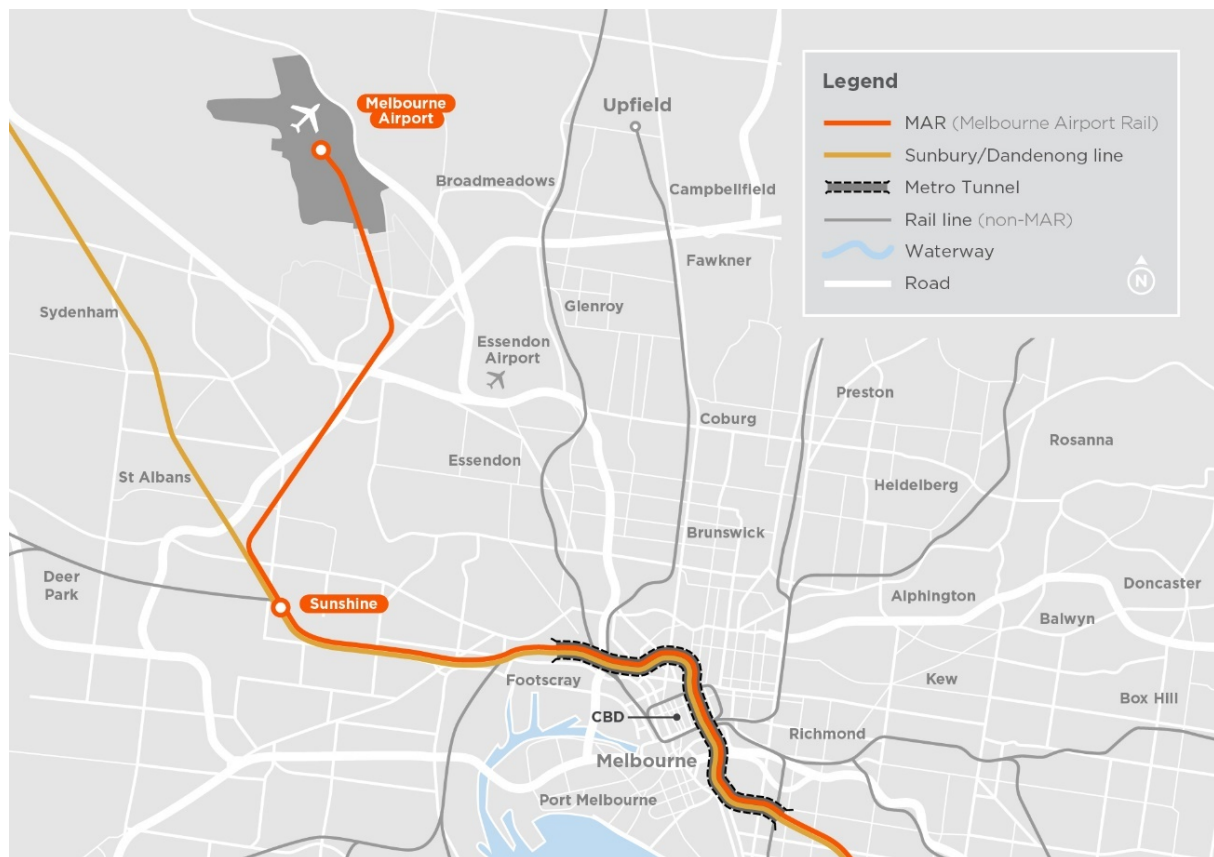 Melbourne
Airport
Upfield
Legend
MAR (Melbourne Airport Rail)
Sunbury/Dandenong line
Metro Tunnel
Rail line (non-MAR)
Waterway
Road
N
Broadmeadows
Campbellfield
Fawkner
Sydenham
Glenroy
Essendon
Airport
Preston
Coburg
Rosanna
St Albans
Essendon
Heidelberg
Brunswick
Deer
Park
Sunshine
Alphington
Doncaster
Balwyn
Footscray
Kew
Box Hill
CBD
Richmond
Melbourne
Port Melbourne